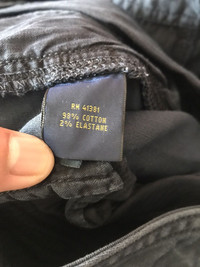 RN 41381
98% COTTON
2% ELASTANE